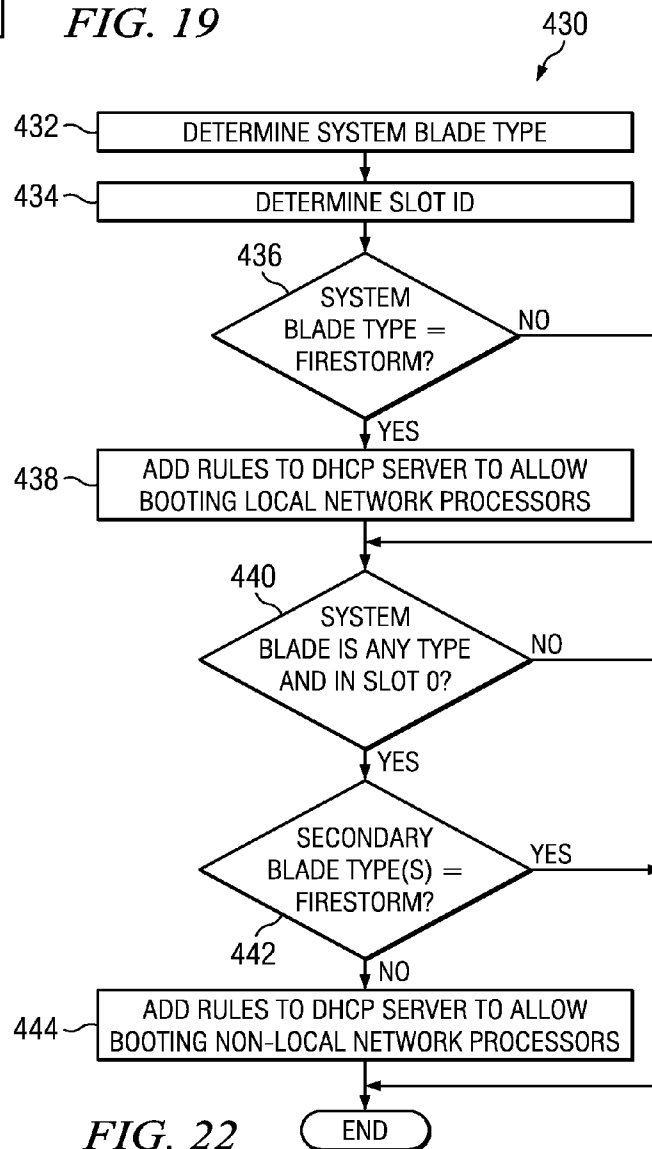 FIG. 19
430
432
DETERMINE SYSTEM BLADE TYPE
434
DETERMINE SLOT ID
436
SYSTEM
BLADE TYPE =
FIRESTORM?
NO
YES
438
ADD RULES TO DHCP SERVER TO ALLOW
BOOTING LOCAL NETWORK PROCESSORS
440
SYSTEM
BLADE IS ANY TYPE
AND IN SLOT 0?
NO
YES
SECONDARY
BLADE TYPE(S) =
FIRESTORM?
YES
442
NO
444
ADD RULES TO DHCP SERVER TO ALLOW
BOOTING NON-LOCAL NETWORK PROCESSORS
END
FIG. 22